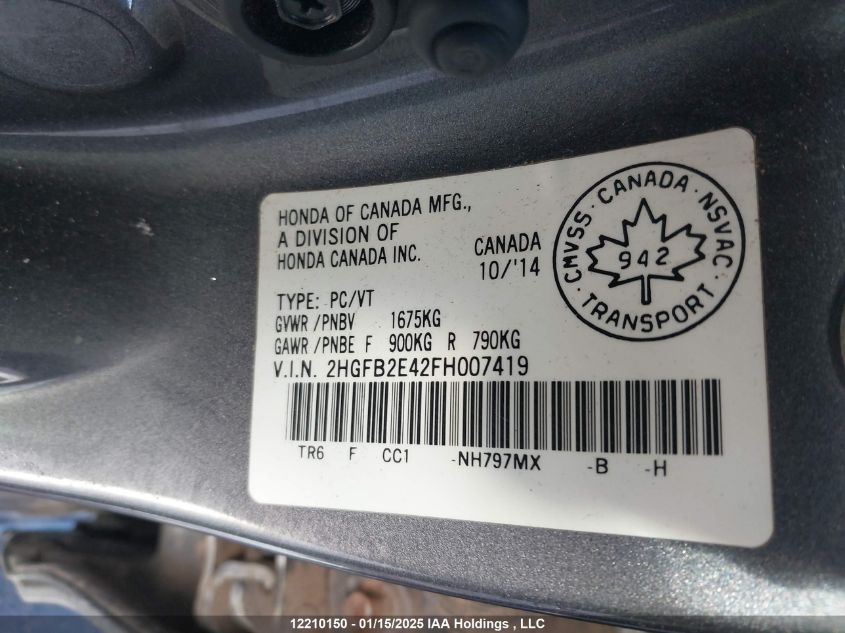 HONDA OF CANADA MFG.,
A DIVISION OF
HONDA CANADA INC.
CANADA
10/'14
TYPE: PC/VT
GVWR /PNBV 1675KG
GAWR /PNBE F 900KG R 790KG
V.I.N. 2HGFB2E42FH007419
TR6 F CC1 -NH797MX -B -H
CMVSS · CANADA · NSVAC
· TRANSPORT ·
942
12210150 - 01/15/2025 IAA Holdings , LLC